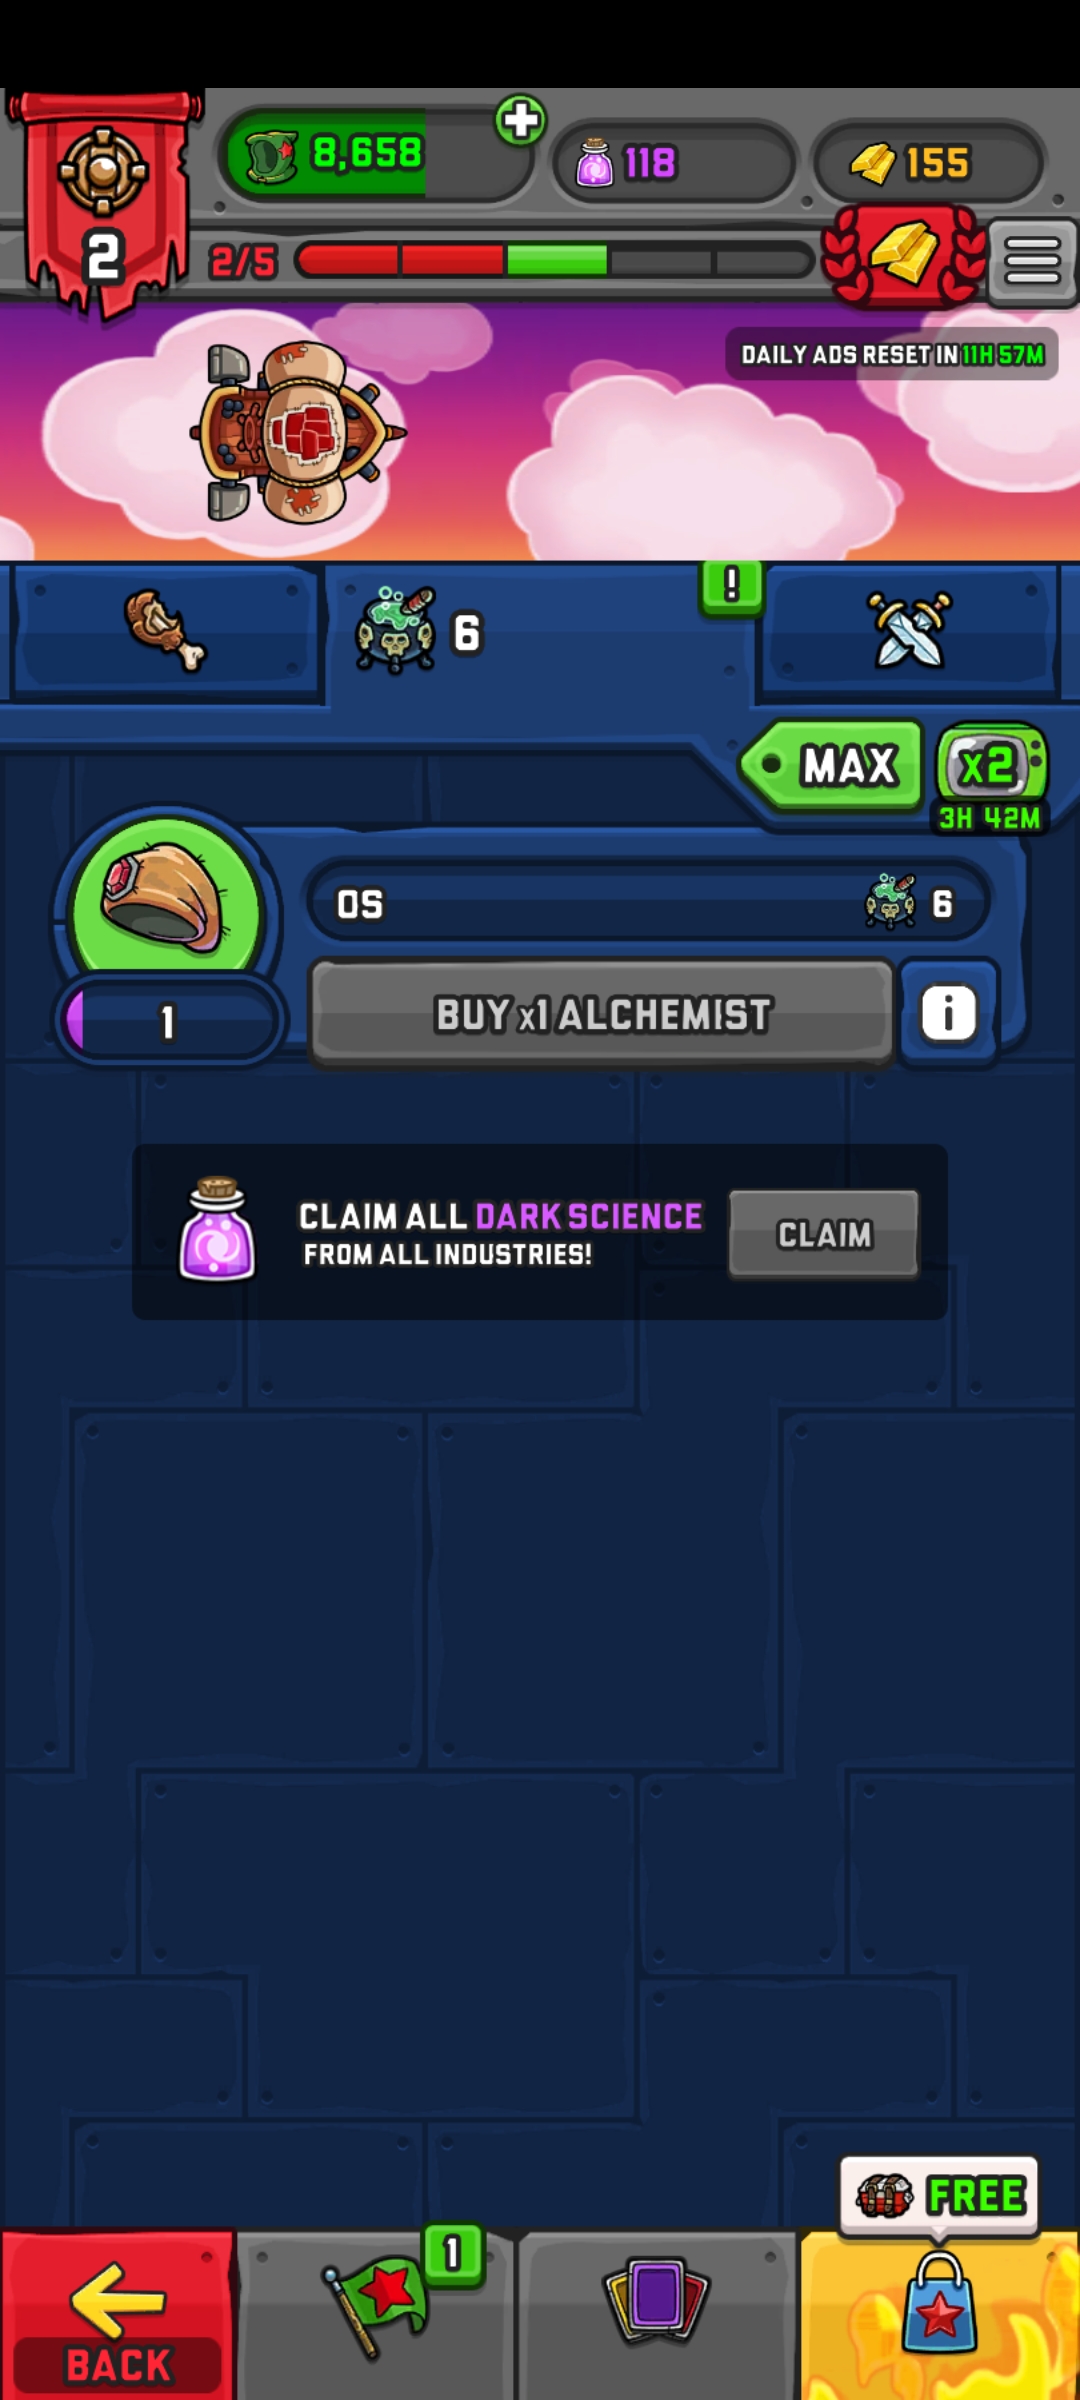 8,658
118
155
2
2/5
DAILY ADS RESET IN 11H 57M
6
!
MAX
x2
3H 42M
0S
6
1
BUY x1 ALCHEMIST
i
CLAIM ALL DARK SCIENCE
FROM ALL INDUSTRIES!
CLAIM
FREE
1
BACK